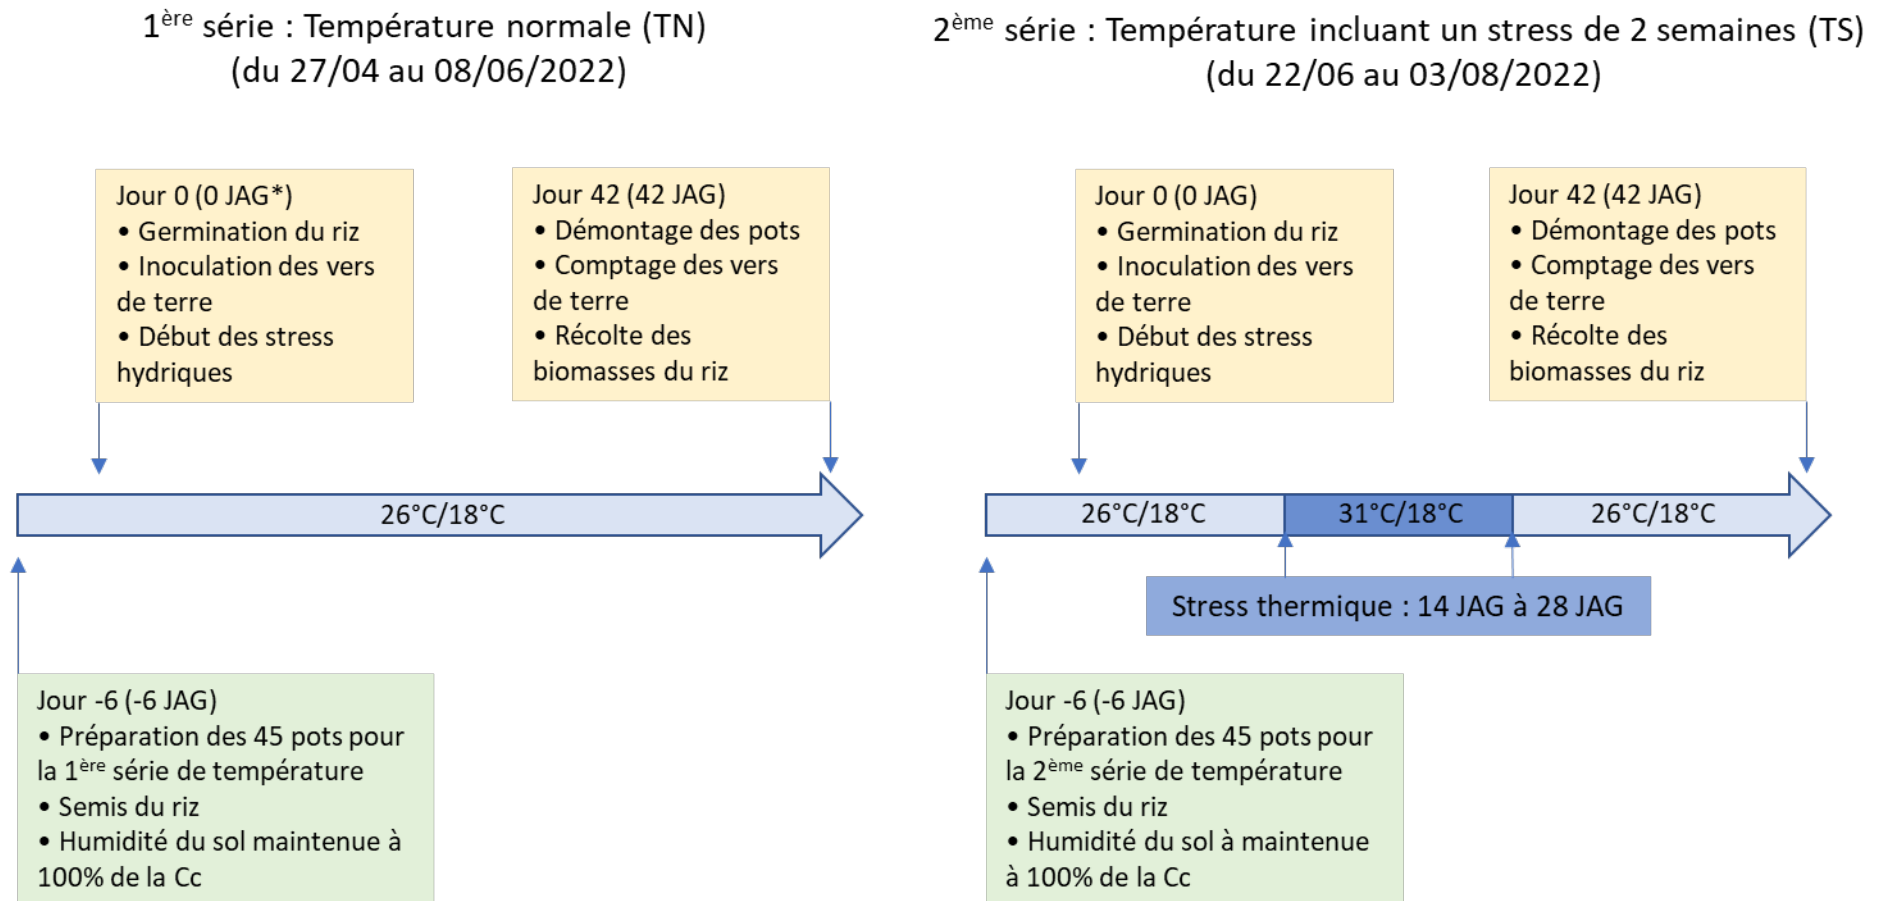 1ère série : Température normale (TN)
(du 27/04 au 08/06/2022)
Jour 0 (0 JAG*)
• Germination du riz
• Inoculation des vers
de terre
• Début des stress
hydriques
Jour 42 (42 JAG)
• Démontage des pots
• Comptage des vers
de terre
• Récolte des
biomasses du riz
26°C/18°C
Jour -6 (-6 JAG)
• Préparation des 45 pots pour
la 1ère série de température
• Semis du riz
• Humidité du sol maintenue à
100% de la Cc
2ème série : Température incluant un stress de 2 semaines (TS)
(du 22/06 au 03/08/2022)
Jour 0 (0 JAG)
• Germination du riz
• Inoculation des vers
de terre
• Début des stress
hydriques
Jour 42 (42 JAG)
• Démontage des pots
• Comptage des vers
de terre
• Récolte des
biomasses du riz
26°C/18°C
31°C/18°C
26°C/18°C
Stress thermique : 14 JAG à 28 JAG
Jour -6 (-6 JAG)
• Préparation des 45 pots pour
la 2ème série de température
• Semis du riz
• Humidité du sol à maintenue
à 100% de la Cc